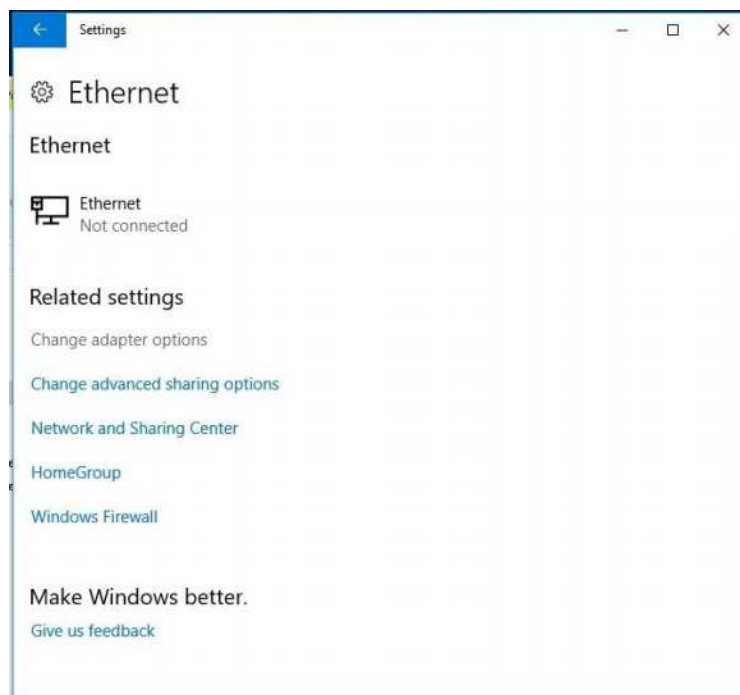 Settings
Ethernet
Ethernet
Ethernet
Not connected
Related settings
Change adapter options
Change advanced sharing options
Network and Sharing Center
HomeGroup
Windows Firewall
Make Windows better.
Give us feedback